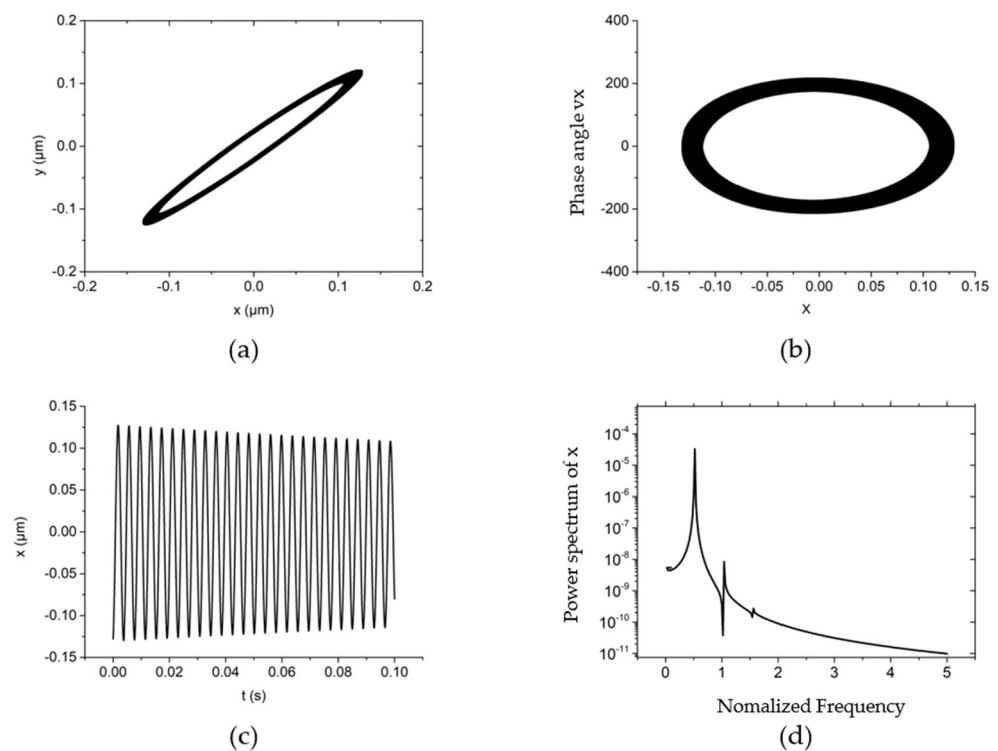 0.2
0.1
0.0
-0.1
-0.2
y (μm)
-0.2 -0.1 0.0 0.1 0.2
x (μm)
(a)
400
200
0
-200
-400
Phase angle vx
-0.15 -0.10 -0.05 0.00 0.05 0.10 0.15
X
(b)
0.15
0.10
0.05
0.00
-0.05
-0.10
-0.15
x (μm)
0.00 0.02 0.04 0.06 0.08 0.10
t (s)
(c)
10-4
10-5
10-6
10-7
10-8
10-9
10-10
10-11
Power spectrum of x
0 1 2 3 4 5
Nomalized Frequency
(d)